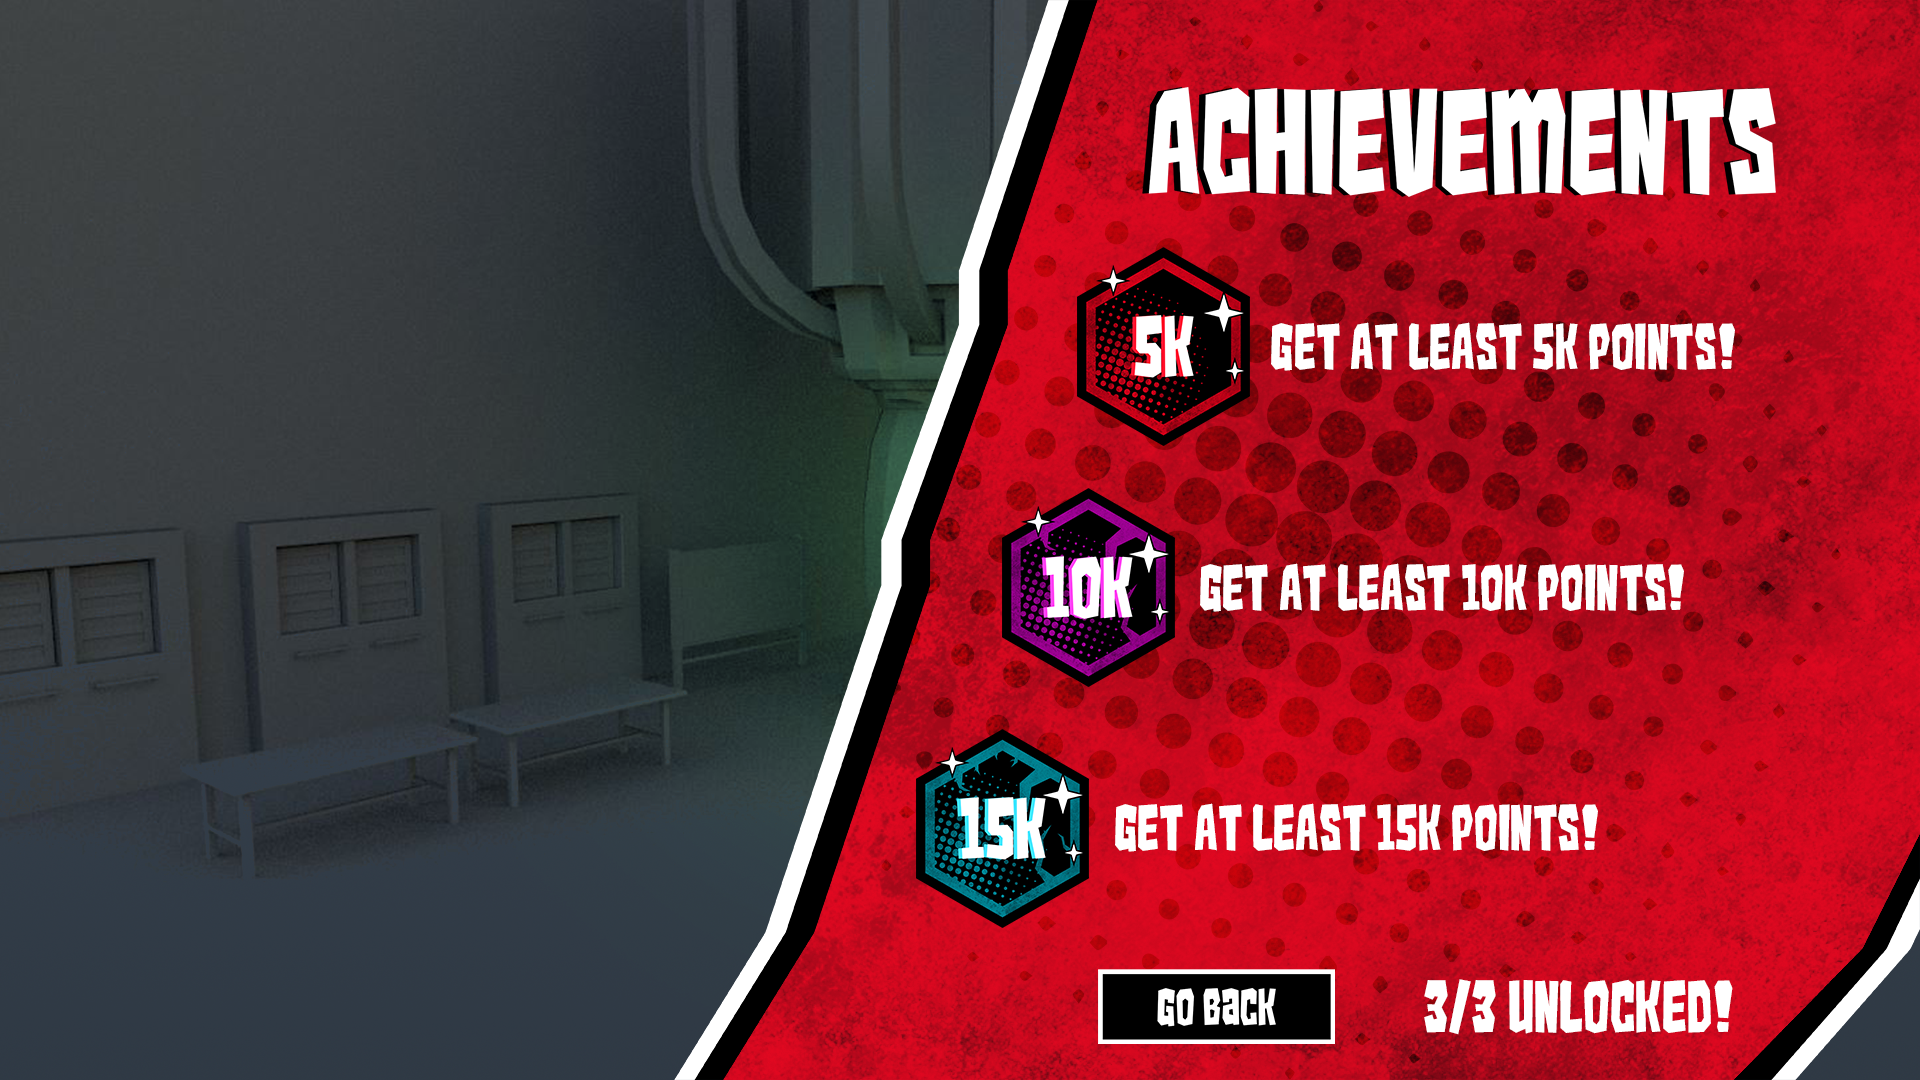 ACHIEVEMENTS
5K
GET AT LEAST 5K POINTS!
10K
GET AT LEAST 10K POINTS!
15K
GET AT LEAST 15K POINTS!
GO BACK
3/3 UNLOCKED!